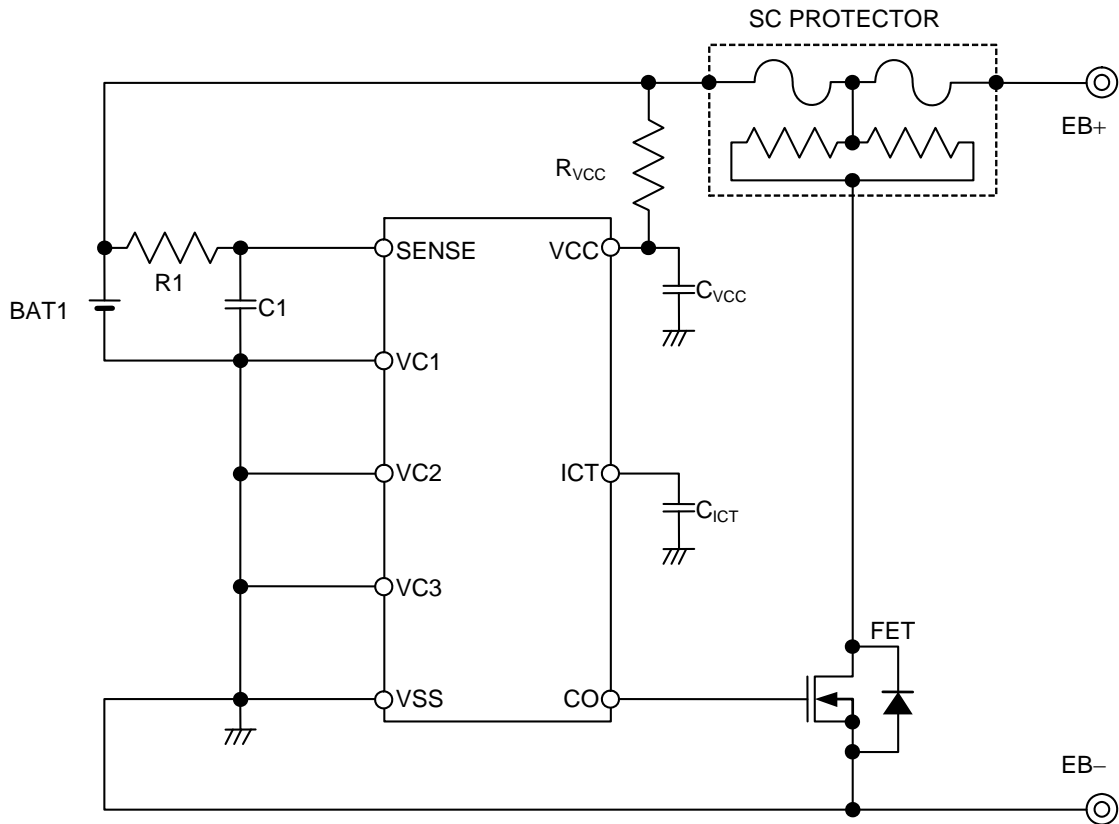 SC PROTECTOR
EB+
RVCC
SENSE
VCC
R1
BAT1
C1
CVCC
VC1
VC2
ICT
CICT
VC3
FET
VSS
CO
EB−